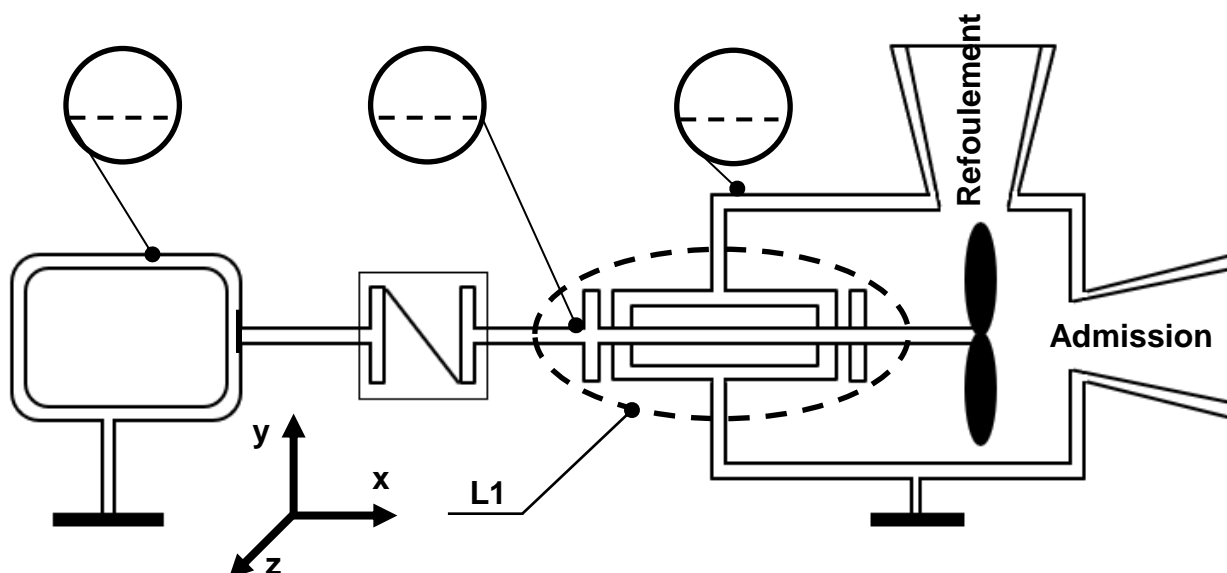 Refoulement
Admission
y
x
L1
z